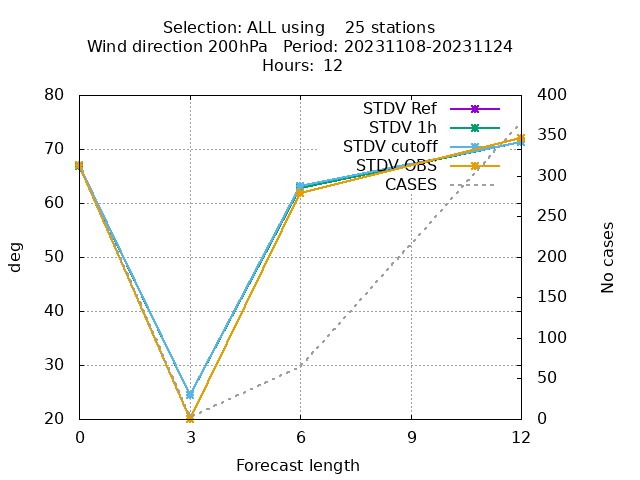 Selection: ALL using    25 stations
Wind direction 200hPa   Period: 20231108-20231124
Hours: 12
80
70
60
50
40
30
20
400
350
300
250
200
150
100
50
0
STDV Ref
STDV 1h
STDV cutoff
STDV OBS
CASES
deg
No cases
0 3 6 9 12
Forecast length